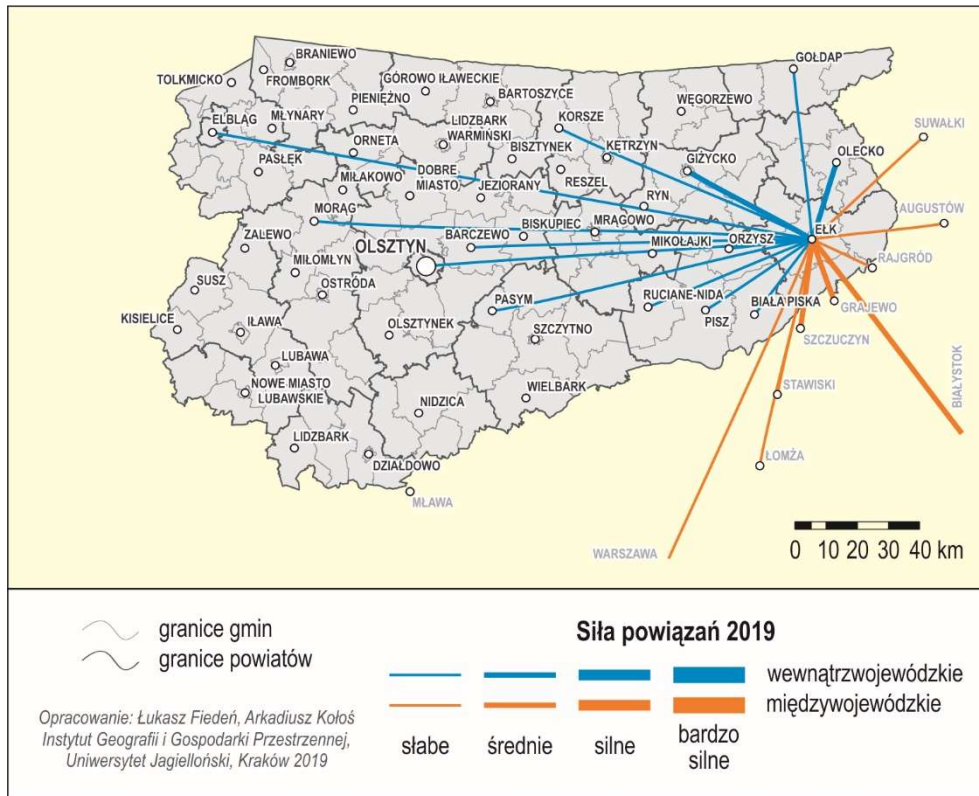 BRANIEWO
GOŁDAP
TOLKMICKO
FROMBORK
GÓROWO IŁAWECKIE
BARTOSZYCE
PIENIĘŻNO
WĘGORZEWO
ELBLĄG
MŁYNARY
LIDZBARK
WARMIŃSKI
KORSZE
SUWAŁKI
ORNETA
BISZTYNEK
KĘTRZYN
GIŻYCKO
OLECKO
PASŁĘK
DOBRE
MIASTO
MIŁAKOWO
JEZIORANY
RESZEL
RYN
AUGUSTÓW
MORĄG
BISKUPIEC
MRĄGOWO
EŁK
ZALEWO
OLSZTYN
BARCZEWO
MIKOŁAJKI
ORZYSZ
RAJGRÓD
MIŁOMŁYN
SUSZ
OSTRÓDA
PASYM
RUCIANE-NIDA
BIAŁA PISKA
GRAJEWO
KISIELICE
IŁAWA
OLSZTYNEK
SZCZYTNO
PISZ
SZCZUCZYN
LUBAWA
STAWISKI
BIAŁYSTOK
NOWE MIASTO
LUBAWSKIE
WIELBARK
NIDZICA
LIDZBARK
DZIAŁDOWO
ŁOMŻA
MŁAWA
WARSZAWA
0 10 20 30 40 km
granice gmin
granice powiatów
Siła powiązań 2019
wewnątrzwojewódzkie
międzywojewódzkie
słabe średnie silne bardzo
silne
Opracowanie: Łukasz Fiedeń, Arkadiusz Kołoś
Instytut Geografii i Gospodarki Przestrzennej,
Uniwersytet Jagielloński, Kraków 2019